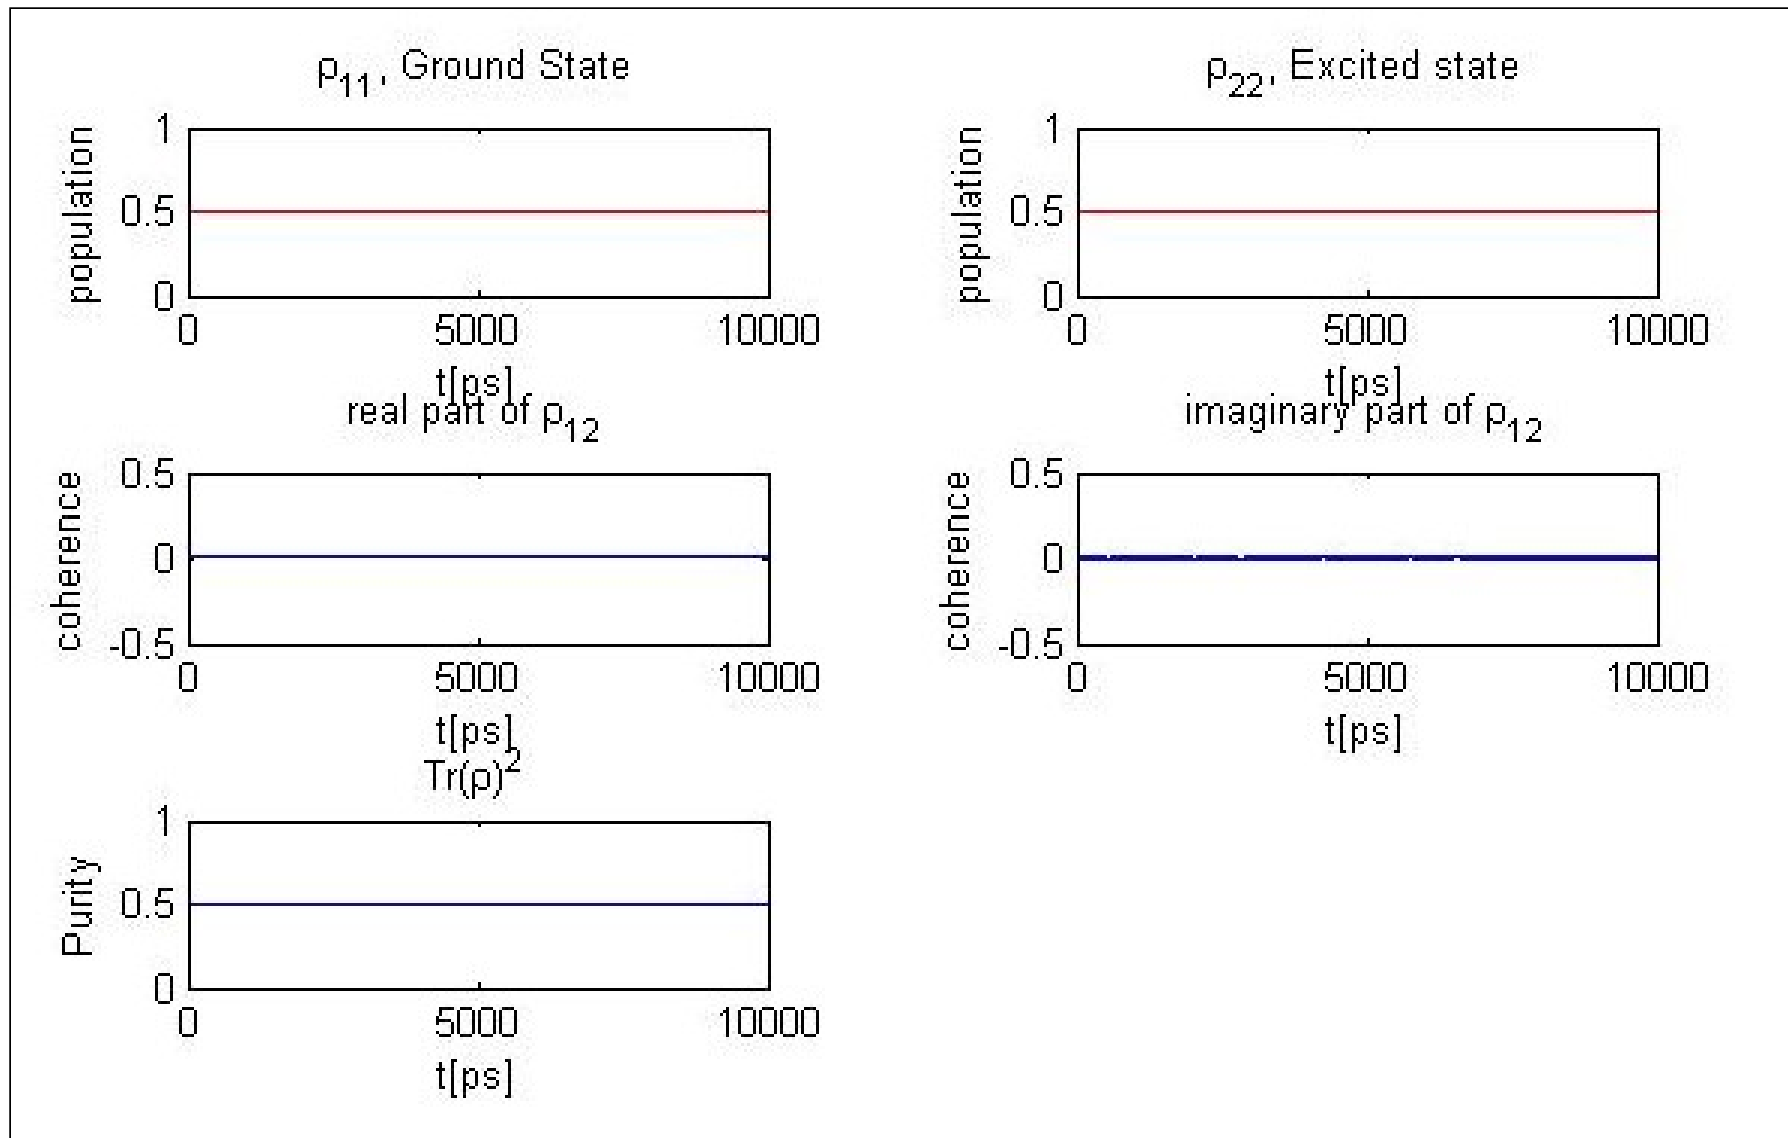 ρ11, Ground State
ρ22, Excited state
population
1
0.5
0
0 5000 10000
t[ps]
population
1
0.5
0
0 5000 10000
t[ps]
real part of ρ12
imaginary part of ρ12
coherence
0.5
0
-0.5
0 5000 10000
t[ps]
coherence
0.5
0
-0.5
0 5000 10000
t[ps]
Tr(ρ)2
Purity
1
0.5
0
0 5000 10000
t[ps]